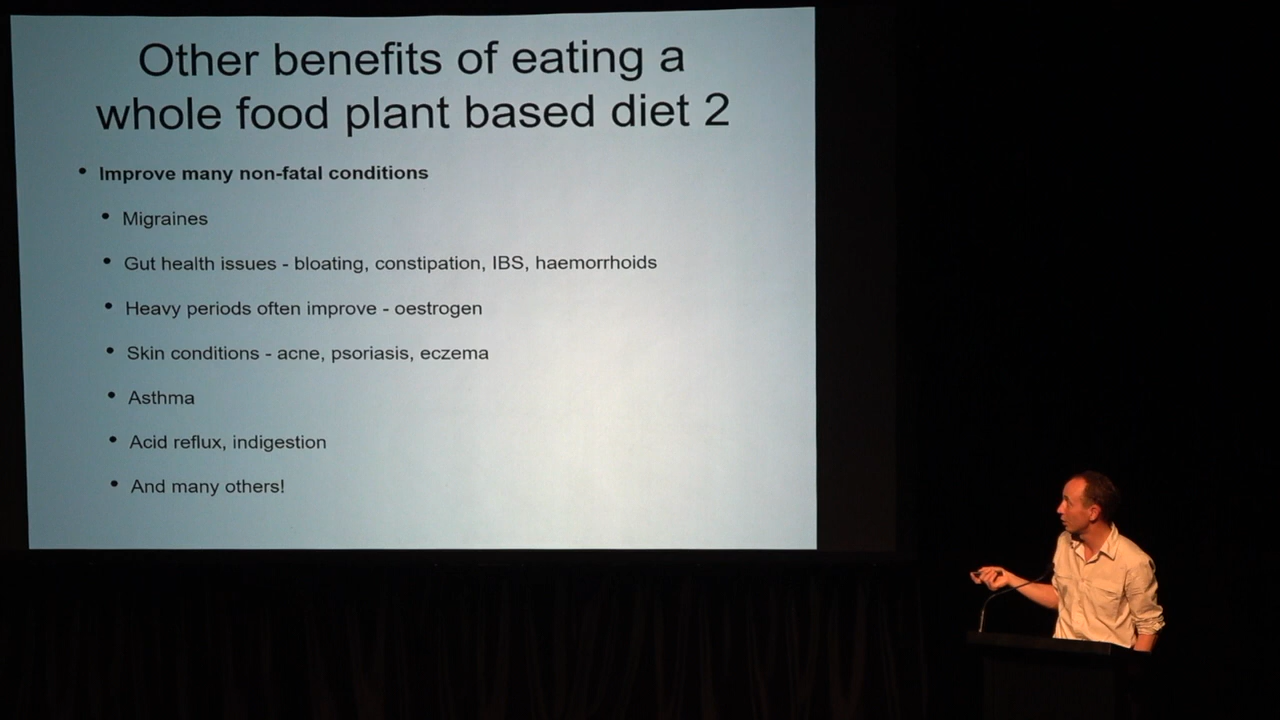 Other benefits of eating a
whole food plant based diet 2
• Improve many non-fatal conditions
• Migraines
• Gut health issues - bloating, constipation, IBS, haemorrhoids
• Heavy periods often improve - oestrogen
• Skin conditions - acne, psoriasis, eczema
• Asthma
• Acid reflux, indigestion
• And many others!